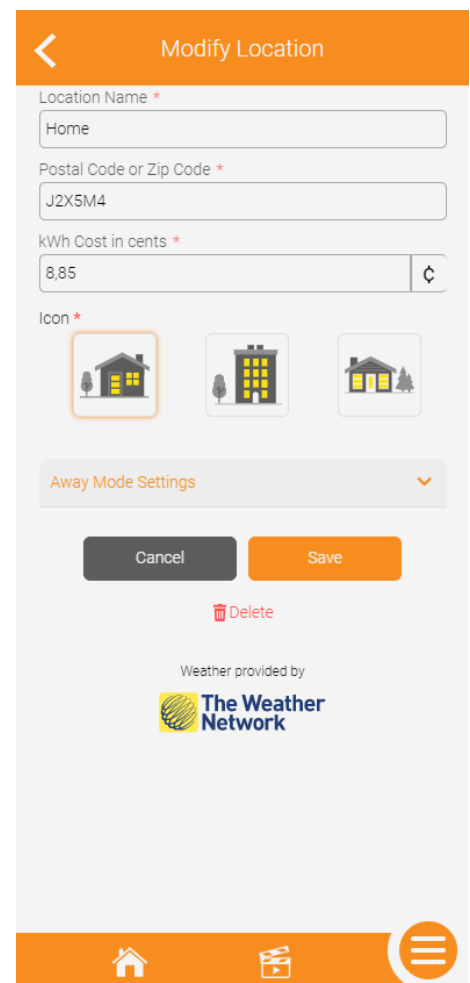 Modify Location
Location Name *
Home
Postal Code or Zip Code *
J2X5M4
kWh Cost in cents *
8,85
¢
Icon *
Away Mode Settings
Cancel
Save
Delete
Weather provided by
The Weather
Network